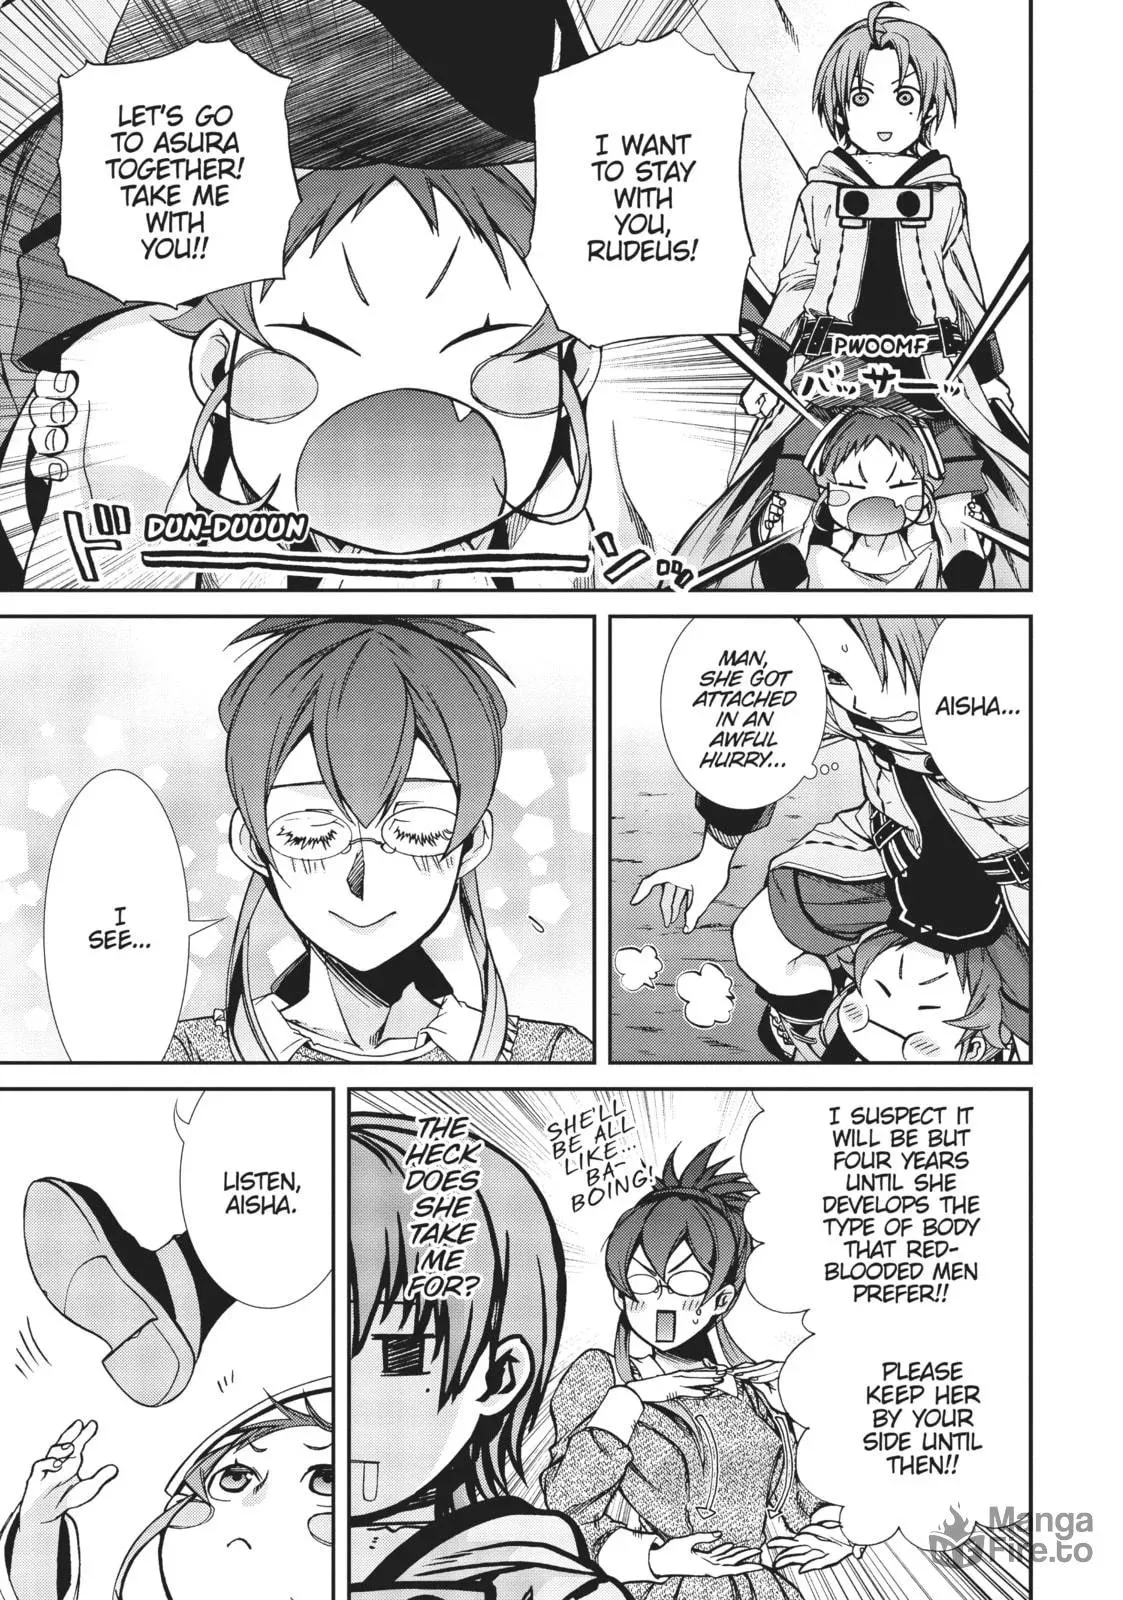 I WANT
TO STAY
WITH
YOU,
RUDEUS!
LET'S GO
TO ASURA
TOGETHER!
TAKE ME
WITH
YOU!!
PWOOMF
バッサーッ
DUN-DUUUN
ド゙ドンッ
AISHA...
MAN,
SHE GOT
ATTACHED
IN AN
AWFUL
HURRY...
I
SEE...
I SUSPECT IT
WILL BE BUT
FOUR YEARS
UNTIL SHE
DEVELOPS THE
TYPE OF BODY
THAT RED-
BLOODED MEN
PREFER!!
PLEASE
KEEP HER
BY YOUR
SIDE UNTIL
THEN!!
SHE'LL
BE ALL
LIKE...
BA-
BOING!
THE
HECK
DOES
SHE
TAKE
ME
FOR?
LISTEN,
AISHA.
Manga
Fire.to